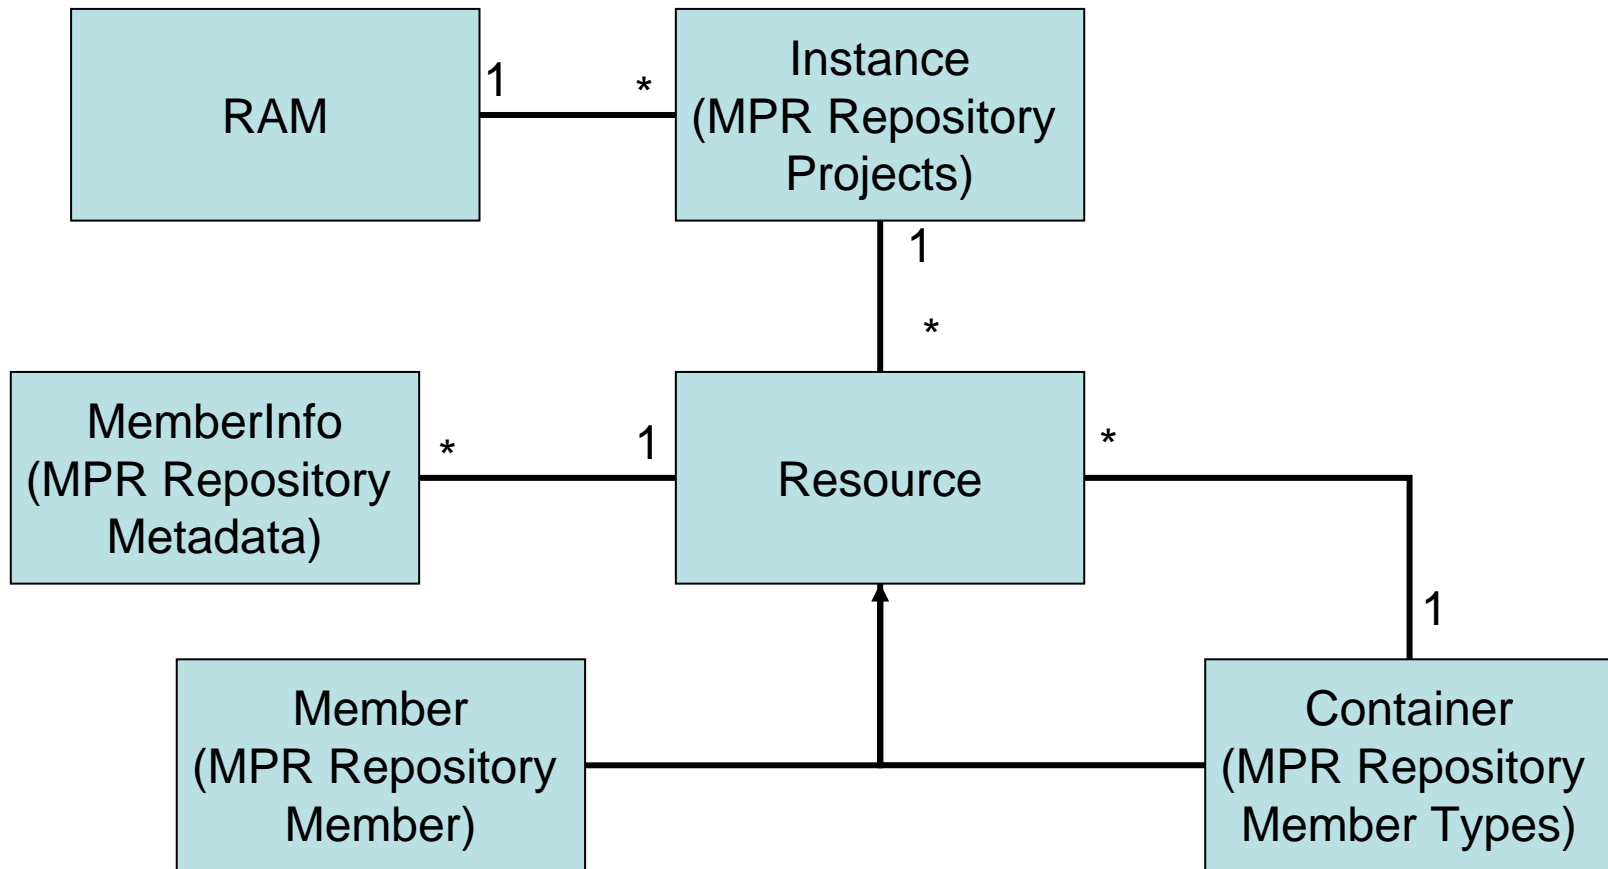 RAM
1
*
Instance
(MPR Repository
Projects)
1
*
MemberInfo
(MPR Repository
Metadata)
*
1
Resource
*
1
Member
(MPR Repository
Member)
Container
(MPR Repository
Member Types)